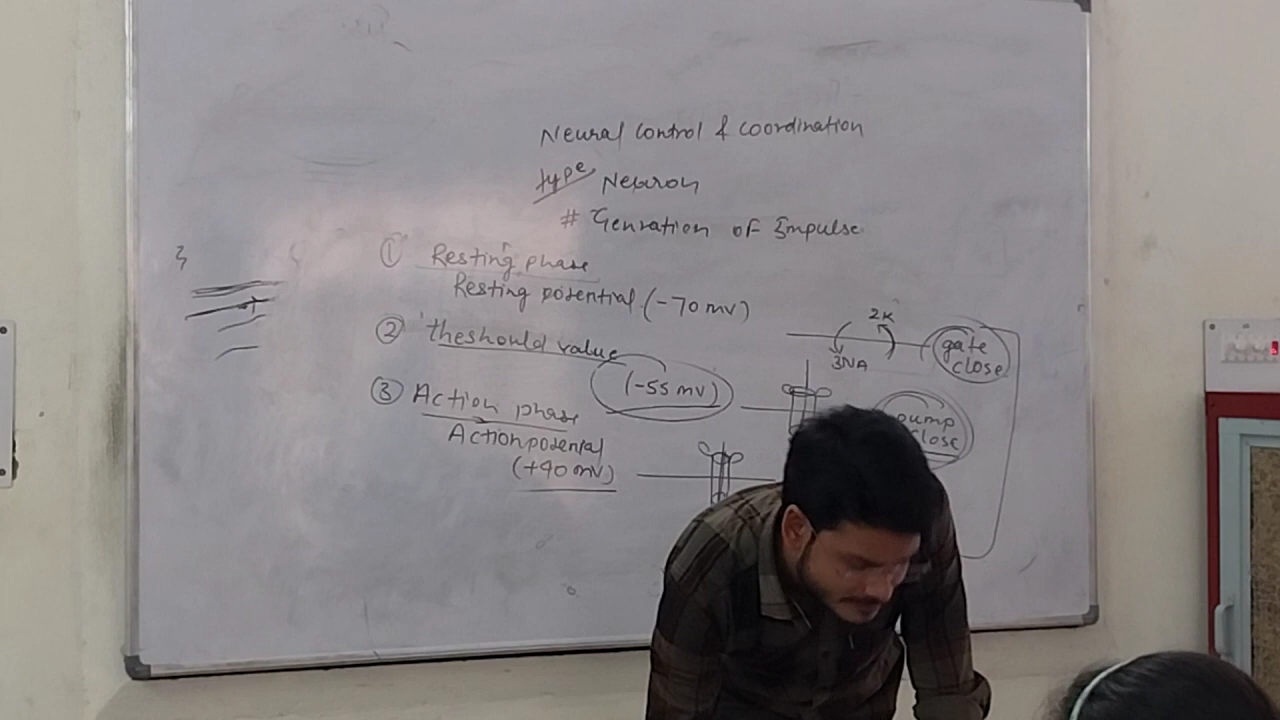 Neural control & coordination
type Neuron
# Genration of Impulse
① Resting phase
Resting potential (-70 mv)
② theshould value
(-55 mv)
③ Action phase
Action potential
(+40 mv)
2K
3NA
gate
close
pump
close